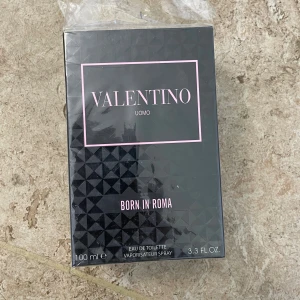 VALENTINO
UOMO
BORN IN ROMA
EAU DE TOILETTE
VAPORISATEUR SPRAY
100 ml ℮ 3.3 FL.OZ.